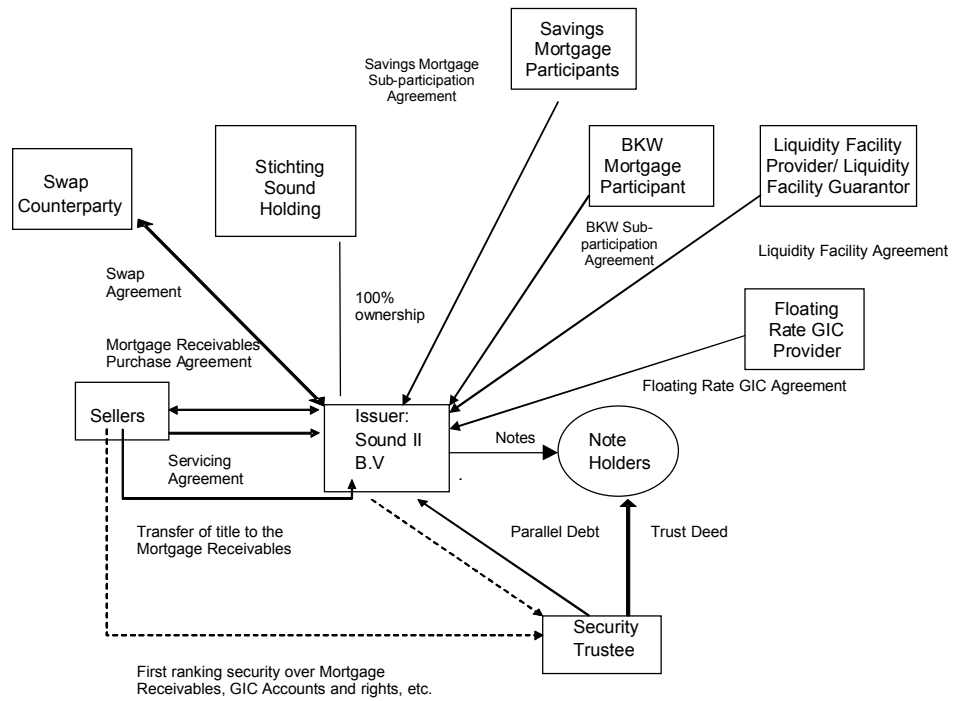 Savings
Mortgage
Participants
Savings Mortgage
Sub-participation
Agreement
Swap
Counterparty
Stichting
Sound
Holding
BKW
Mortgage
Participant
Liquidity Facility
Provider/ Liquidity
Facility Guarantor
BKW Sub-
participation
Agreement
Liquidity Facility Agreement
Swap
Agreement
100%
ownership
Floating
Rate GIC
Provider
Mortgage Receivables
Purchase Agreement
Floating Rate GIC Agreement
Sellers
Issuer:
Sound II
B.V
.
Notes
Note
Holders
Servicing
Agreement
Transfer of title to the
Mortgage Receivables
Parallel Debt
Trust Deed
Security
Trustee
First ranking security over Mortgage
Receivables, GIC Accounts and rights, etc.